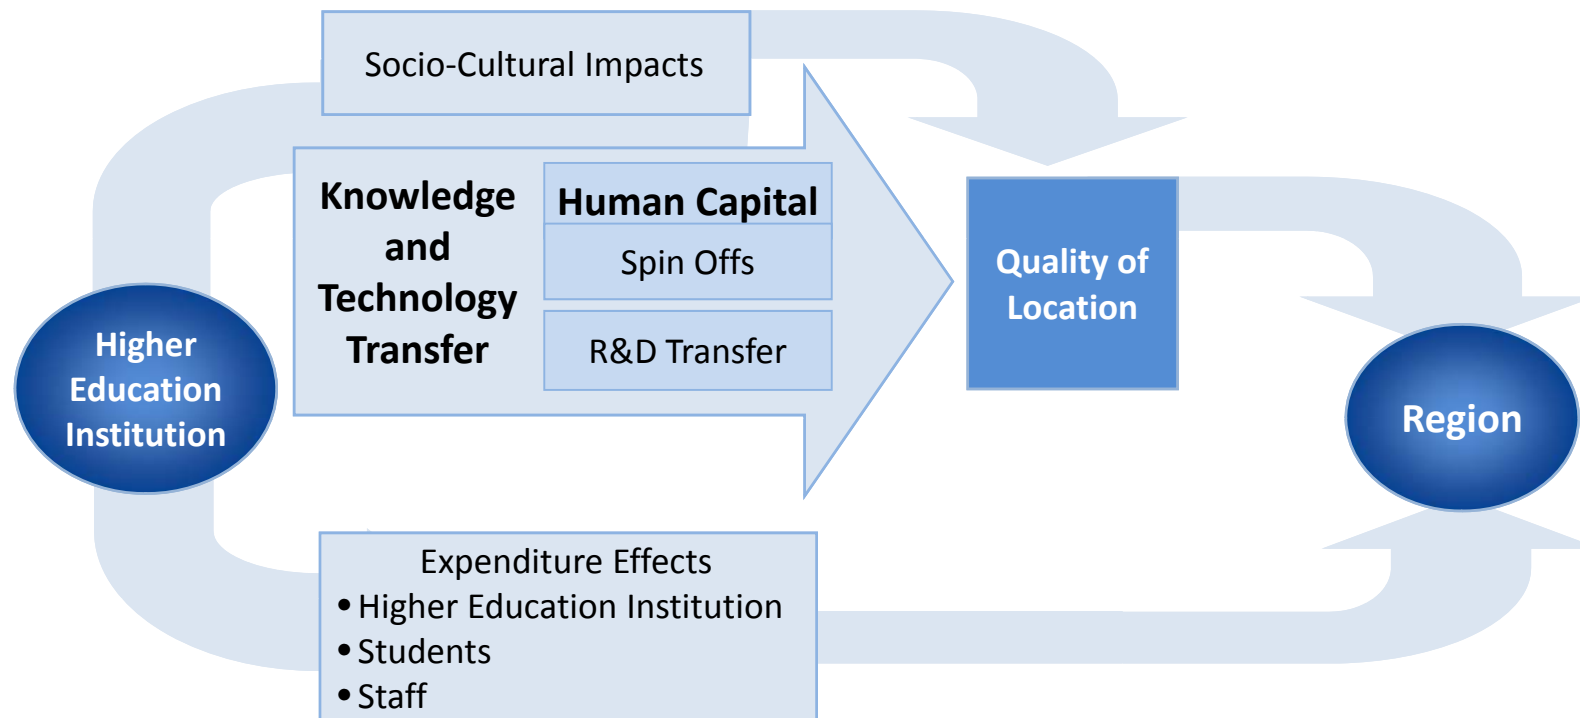 Socio-Cultural Impacts
Knowledge
and
Technology
Transfer
Human Capital
Spin Offs
R&D Transfer
Quality of
Location
Higher
Education
Institution
Region
Expenditure Effects
• Higher Education Institution
• Students
• Staff